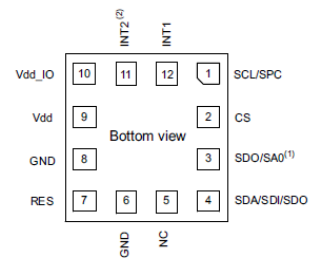 INT2(2)
INT1
Vdd_IO 10 11 12 1 SCL/SPC
Vdd 9 2 CS
Bottom view
GND 8 3 SDO/SA0(1)
RES 7 6 5 4 SDA/SDI/SDO
GND
NC